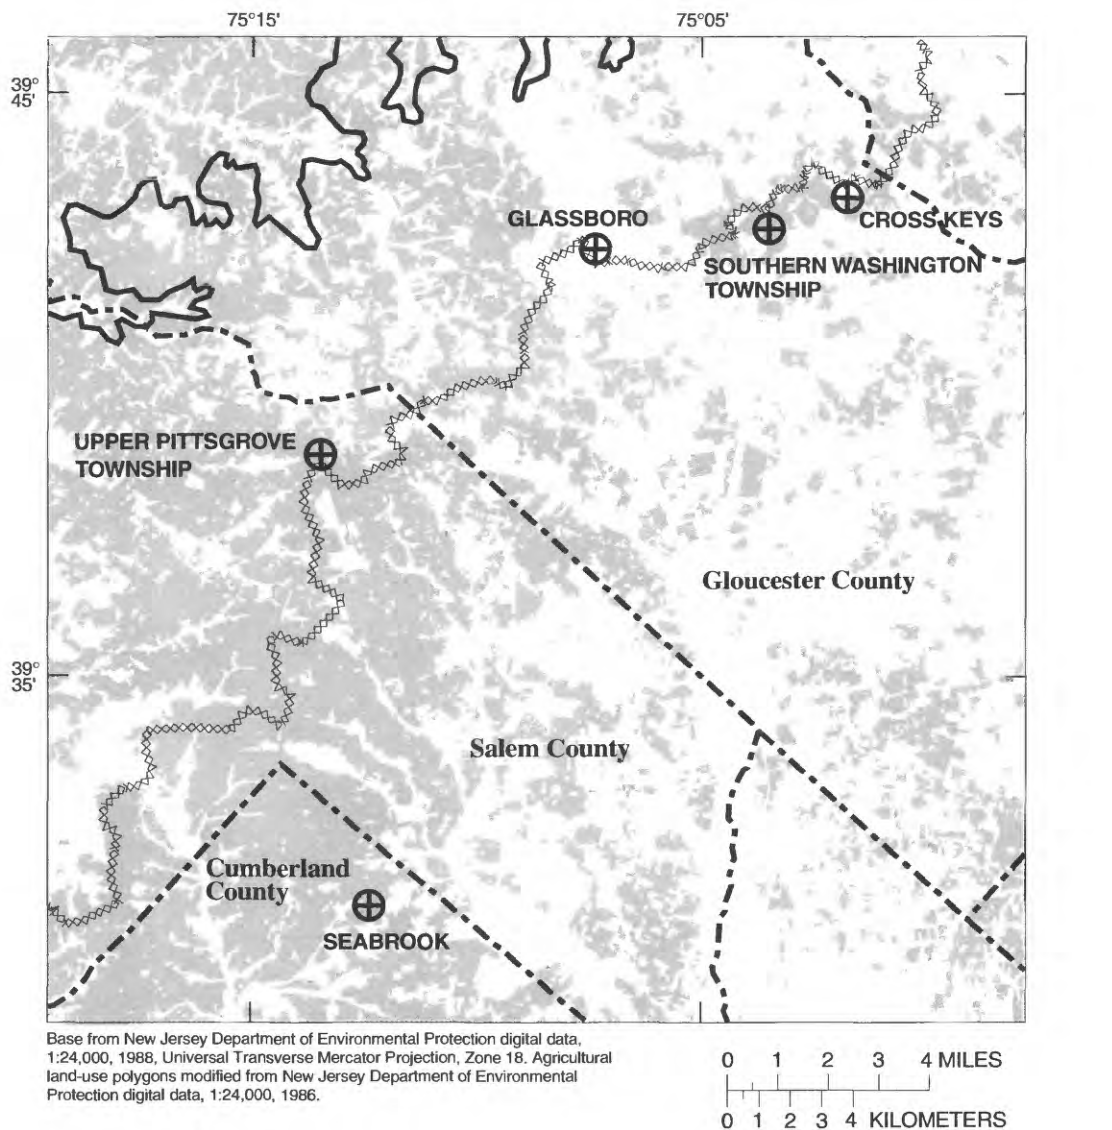 75°15'
75°05'
39°
45'
GLASSBORO
CROSS KEYS
SOUTHERN WASHINGTON
TOWNSHIP
UPPER PITTSGROVE
TOWNSHIP
Gloucester County
39°
35'
Salem County
Cumberland
County
SEABROOK
Base from New Jersey Department of Environmental Protection digital data,
1:24,000, 1988, Universal Transverse Mercator Projection, Zone 18. Agricultural
land-use polygons modified from New Jersey Department of Environmental
Protection digital data, 1:24,000, 1986.
0 1 2 3 4 MILES
0 1 2 3 4 KILOMETERS